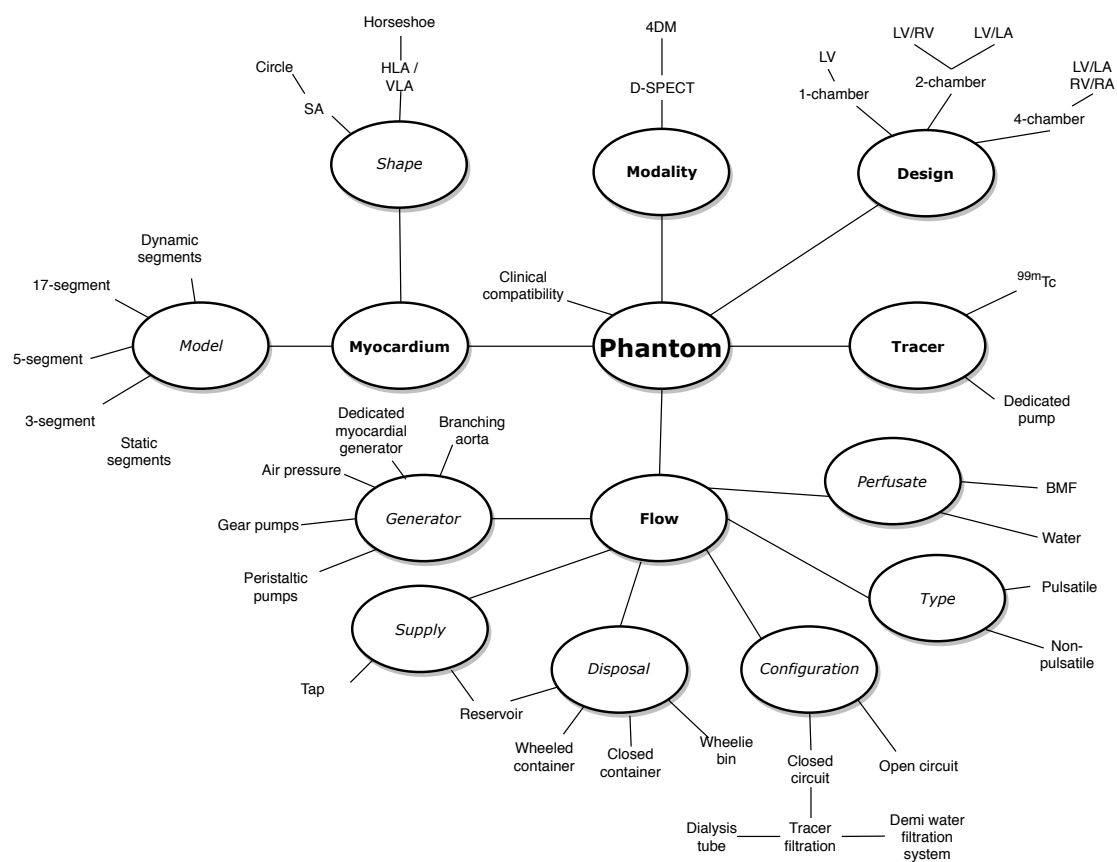 Horseshoe
4DM
LV/RV
LV/LA
LV
Circle
HLA /
VLA
D-SPECT
1-chamber
2-chamber
LV/LA
RV/RA
SA
4-chamber
Shape
Modality
Design
Dynamic
segments
Clinical
compatibility
17-segment
99mTc
Model
Myocardium
Phantom
Tracer
5-segment
3-segment
Static
segments
Dedicated
pump
Dedicated
myocardial
generator
Branching
aorta
Air pressure
Gear pumps
Generator
Flow
Perfusate
BMF
Water
Peristaltic
pumps
Supply
Type
Pulsatile
Non-
pulsatile
Tap
Reservoir
Disposal
Configuration
Wheeled
container
Closed
container
Wheelie
bin
Closed
circuit
Open circuit
Dialysis
tube
Tracer
filtration
Demi water
filtration
system